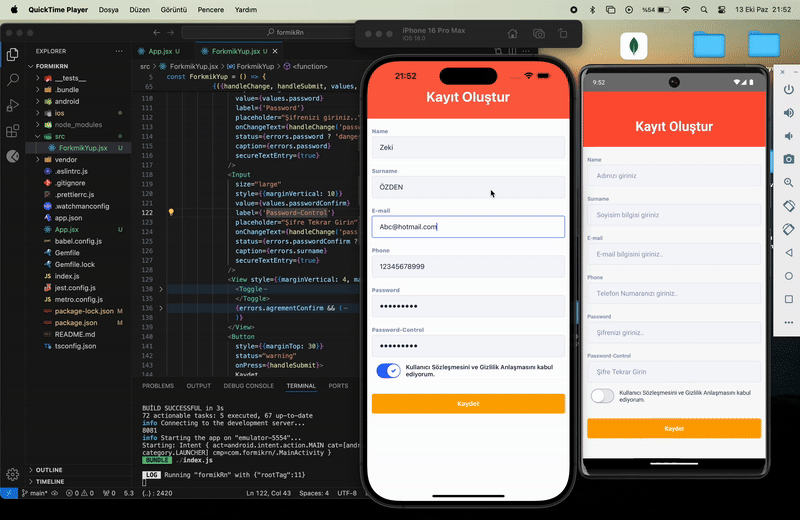 QuickTime Player Dosya Düzen Görüntü Pencere Yardım
%54
13 Eki Paz 21:52
formikRn
EXPLORER
FORMIKRN
__tests__
.bundle
android
ios
node_modules
src
ForkmikYup.jsx U
vendor
.eslintrc.js
.gitignore
.prettierrc.js
.watchmanconfig
app.json
App.jsx U
babel.config.js
Gemfile
Gemfile.lock
index.js
jest.config.js
metro.config.js
package-lock.json M
package.json M
README.md
tsconfig.json
OUTLINE
TIMELINE
main*
0 0 0 5.3 {..} : 2420 Ln 122, Col 43 Spaces: 4 UTF-8
App.jsx U ForkmikYup.jsx U
src > ForkmikYup.jsx > ForkmikYup > <function>
5 const ForkmikYup = () => {
65 {({handleChange, handleSubmit, values,
110 value={values.password}
111 label={'Password'}
112 placeholder="Şifrenizi giriniz..
113 onChangeText={handleChange('pass
114 status={errors.password ? 'dange
115 caption={errors.password}
116 secureTextEntry={true}
117 />
118 <Input
119 size="large"
120 style={{marginVertical: 10}}
121 value={values.passwordConfirm}
122 label={'Password-Control'}
123 placeholder="Şifre Tekrar Girin"
124 onChangeText={handleChange('pass
125 status={errors.passwordConfirm ?
126 caption={errors.surname}
127 secureTextEntry={true}
128 />
129 <View style={{marginVertical: 4, ma
130 <Toggle
135 </Toggle>
136 {errors.agrementConfirm && (
140 )}
141 </View>
142 <Button
143 style={{marginTop: 30}}
144 status="warning"
145 onPress={handleSubmit}>
146 Kaydet
PROBLEMS OUTPUT DEBUG CONSOLE TERMINAL PORTS
BUILD SUCCESSFUL in 3s
72 actionable tasks: 5 executed, 67 up-to-date
info Connecting to the development server...
8081
info Starting the app on "emulator-5554"...
Starting: Intent { act=android.intent.action.MAIN cat=[andro
category.LAUNCHER] cmp=com.formikrn/.MainActivity }
BUNDLE ./index.js
LOG Running "formikRn" with {"rootTag":11}
iPhone 16 Pro Max
iOS 18.0
21:52
Kayıt Oluştur
Name
Zeki
Surname
ÖZDEN
E-mail
Abc@hotmail.com
Phone
12345678999
Password
•••••••••
Password-Control
•••••••••
Kullanıcı Sözleşmesini ve Gizlilik Anlaşmasını kabul
ediyorum.
Kaydet
9:52
Kayıt Oluştur
Name
Adınızı giriniz
Surname
Soyisim bilgisi giriniz
E-mail
E-mail bilgisini giriniz..
Phone
Telefon Numaranızı giriniz..
Password
Şifrenizi giriniz..
Password-Control
Şifre Tekrar Girin
Kullanıcı Sözleşmesini ve Gizlilik Anlaşmasını kabul
ediyorum.
Kaydet